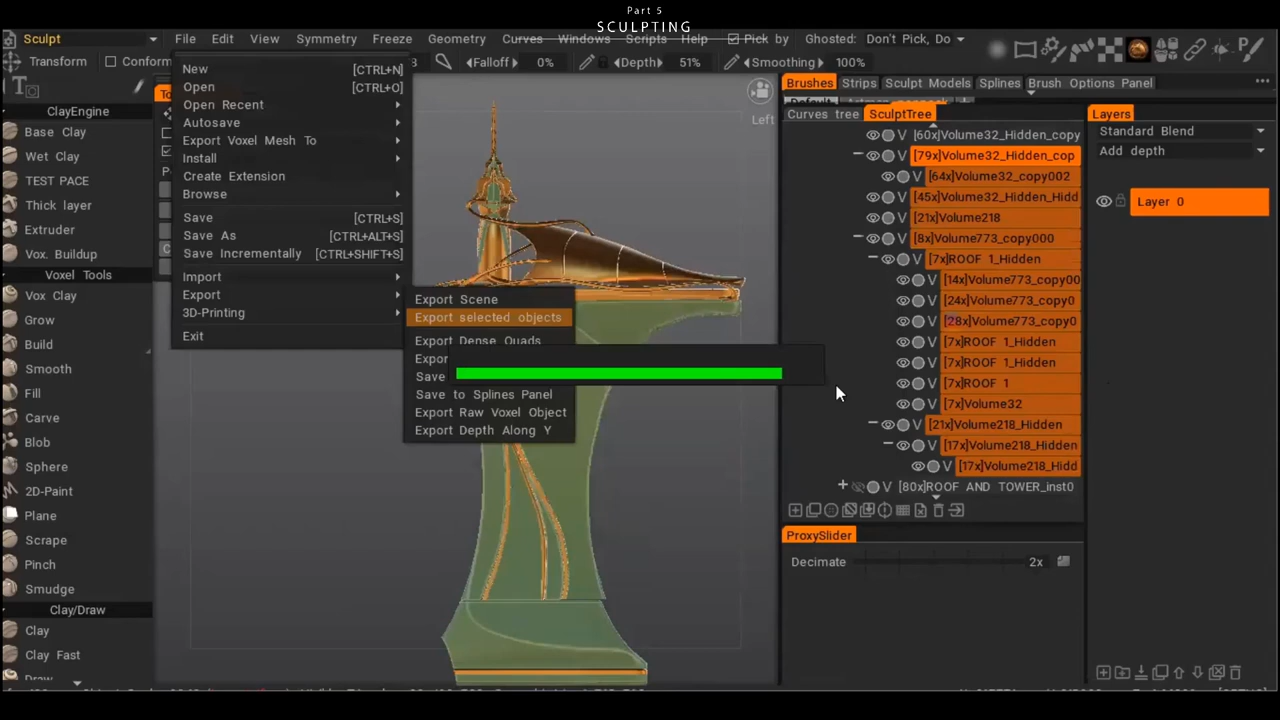 Part 5
SCULPTING
Sculpt
File Edit View Symmetry Freeze Geometry Curves Windows Scripts Help Pick by Ghosted: Don't Pick, Do
Transform
Falloff 0% Depth 51% Smoothing 100%
ClayEngine
Base Clay
Wet Clay
TEST PACE
Thick layer
Extruder
Vox. Buildup
Voxel Tools
Vox Clay
Grow
Build
Smooth
Fill
Carve
Blob
Sphere
2D-Paint
Plane
Scrape
Pinch
Smudge
Clay/Draw
Clay
Clay Fast
New [CTRL+N]
Open [CTRL+O]
Open Recent
Autosave
Export Voxel Mesh To
Install
Create Extension
Browse
Save [CTRL+S]
Save As [CTRL+ALT+S]
Save Incrementally [CTRL+SHIFT+S]
Import
Export
3D-Printing
Exit
Export Scene
Export selected objects
Export Dense Quads
Expor
Save
Save to Splines Panel
Export Raw Voxel Object
Export Depth Along Y
Left
Brushes Strips Sculpt Models Splines Brush Options Panel
Curves tree SculptTree
V [60x]Volume32_Hidden_copy
V [79x]Volume32_Hidden_cop
V [64x]Volume32_copy002
V [45x]Volume32_Hidden_Hidd
V [21x]Volume218
V [8x]Volume773_copy000
V [7x]ROOF 1_Hidden
V [14x]Volume773_copy00
V [24x]Volume773_copy0
V [28x]Volume773_copy0
V [7x]ROOF 1_Hidden
V [7x]ROOF 1_Hidden
V [7x]ROOF 1
V [7x]Volume32
V [21x]Volume218_Hidden
V [17x]Volume218_Hidden
V [17x]Volume218_Hidd
V [80x]ROOF AND TOWER_inst0
ProxySlider
Decimate 2x
Layers
Standard Blend
Add depth
Layer 0